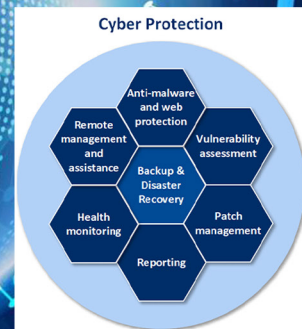 Cyber Protection
Anti-malware
and web
protection
Remote
management
and
assistance
Vulnerability
assessment
Backup &
Disaster
Recovery
Health
monitoring
Patch
management
Reporting